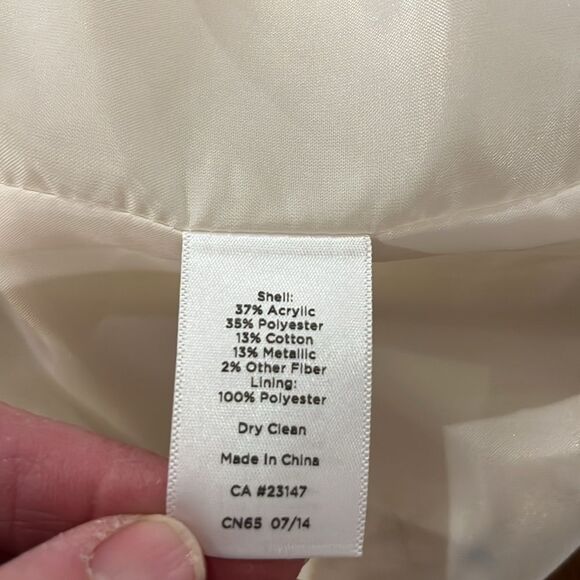 Shell:
37% Acrylic
35% Polyester
13% Cotton
13% Metallic
2% Other Fiber
Lining:
100% Polyester
Dry Clean
Made In China
CA #23147
CN65 07/14